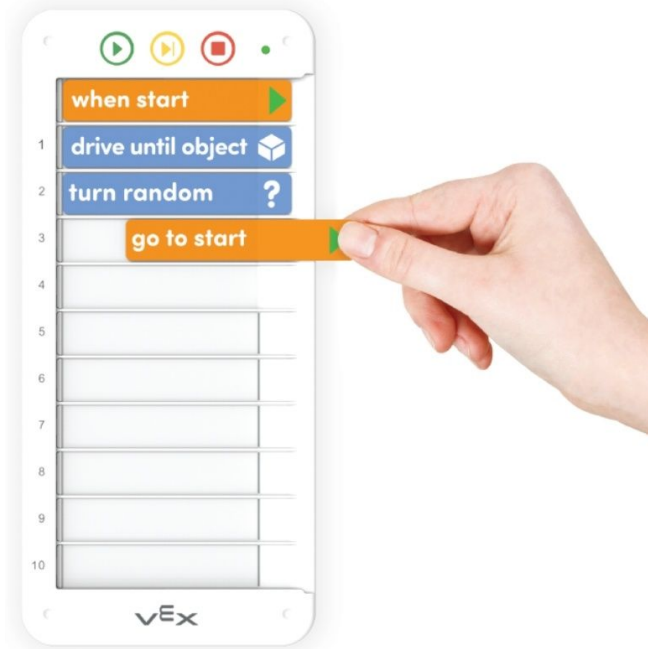 when start
1 drive until object
2 turn random ?
3 go to start
4
5
6
7
8
9
10
vex